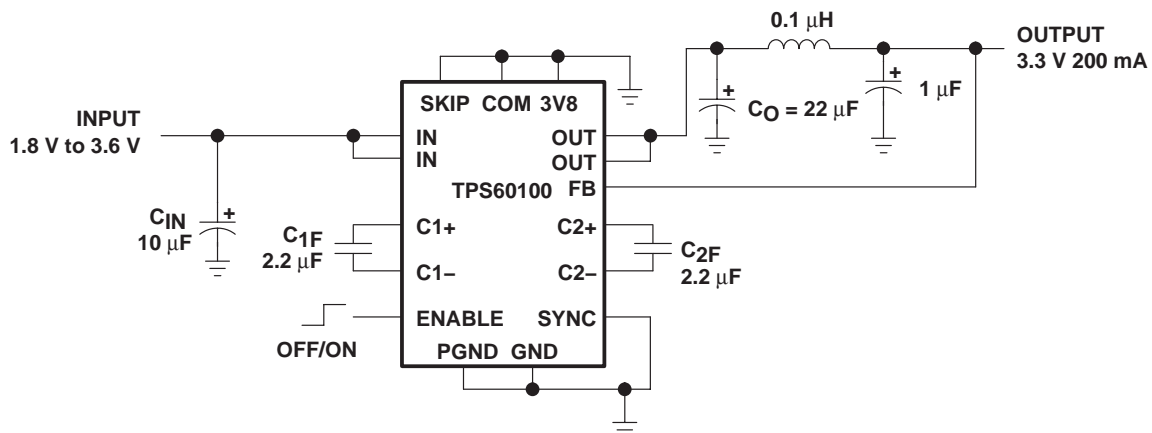 0.1 μH
OUTPUT
3.3 V 200 mA
+
+
1 μF
C_O = 22 μF
SKIP COM 3V8
INPUT
1.8 V to 3.6 V
IN
IN
OUT
OUT
TPS60100 FB
C_IN
10 μF
+
C_1F
2.2 μF
C1+
C1–
C2+
C2–
C_2F
2.2 μF
ENABLE SYNC
OFF/ON
PGND GND